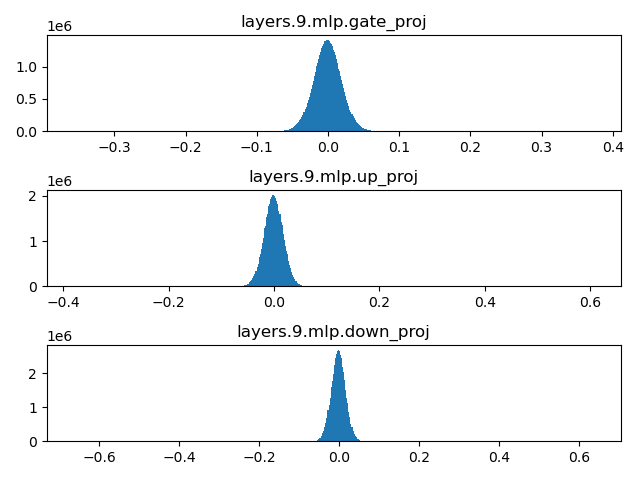 layers.9.mlp.gate_proj
1e6
1.0
0.5
0.0
−0.3 −0.2 −0.1 0.0 0.1 0.2 0.3 0.4
layers.9.mlp.up_proj
1e6
2
1
0
−0.4 −0.2 0.0 0.2 0.4 0.6
layers.9.mlp.down_proj
1e6
2
1
0
−0.6 −0.4 −0.2 0.0 0.2 0.4 0.6